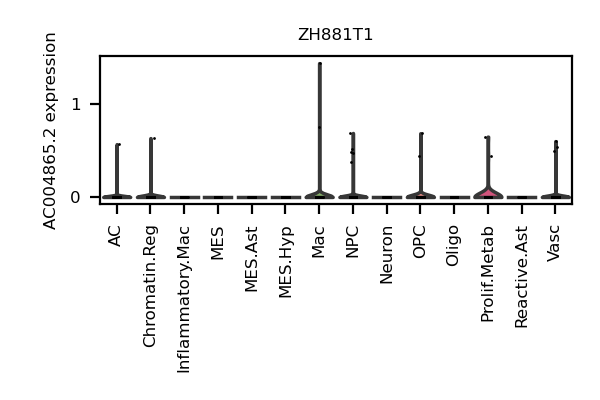 ZH881T1
AC004865.2 expression
1
0
AC
Chromatin.Reg
Inflammatory.Mac
MES
MES.Ast
MES.Hyp
Mac
NPC
Neuron
OPC
Oligo
Prolif.Metab
Reactive.Ast
Vasc